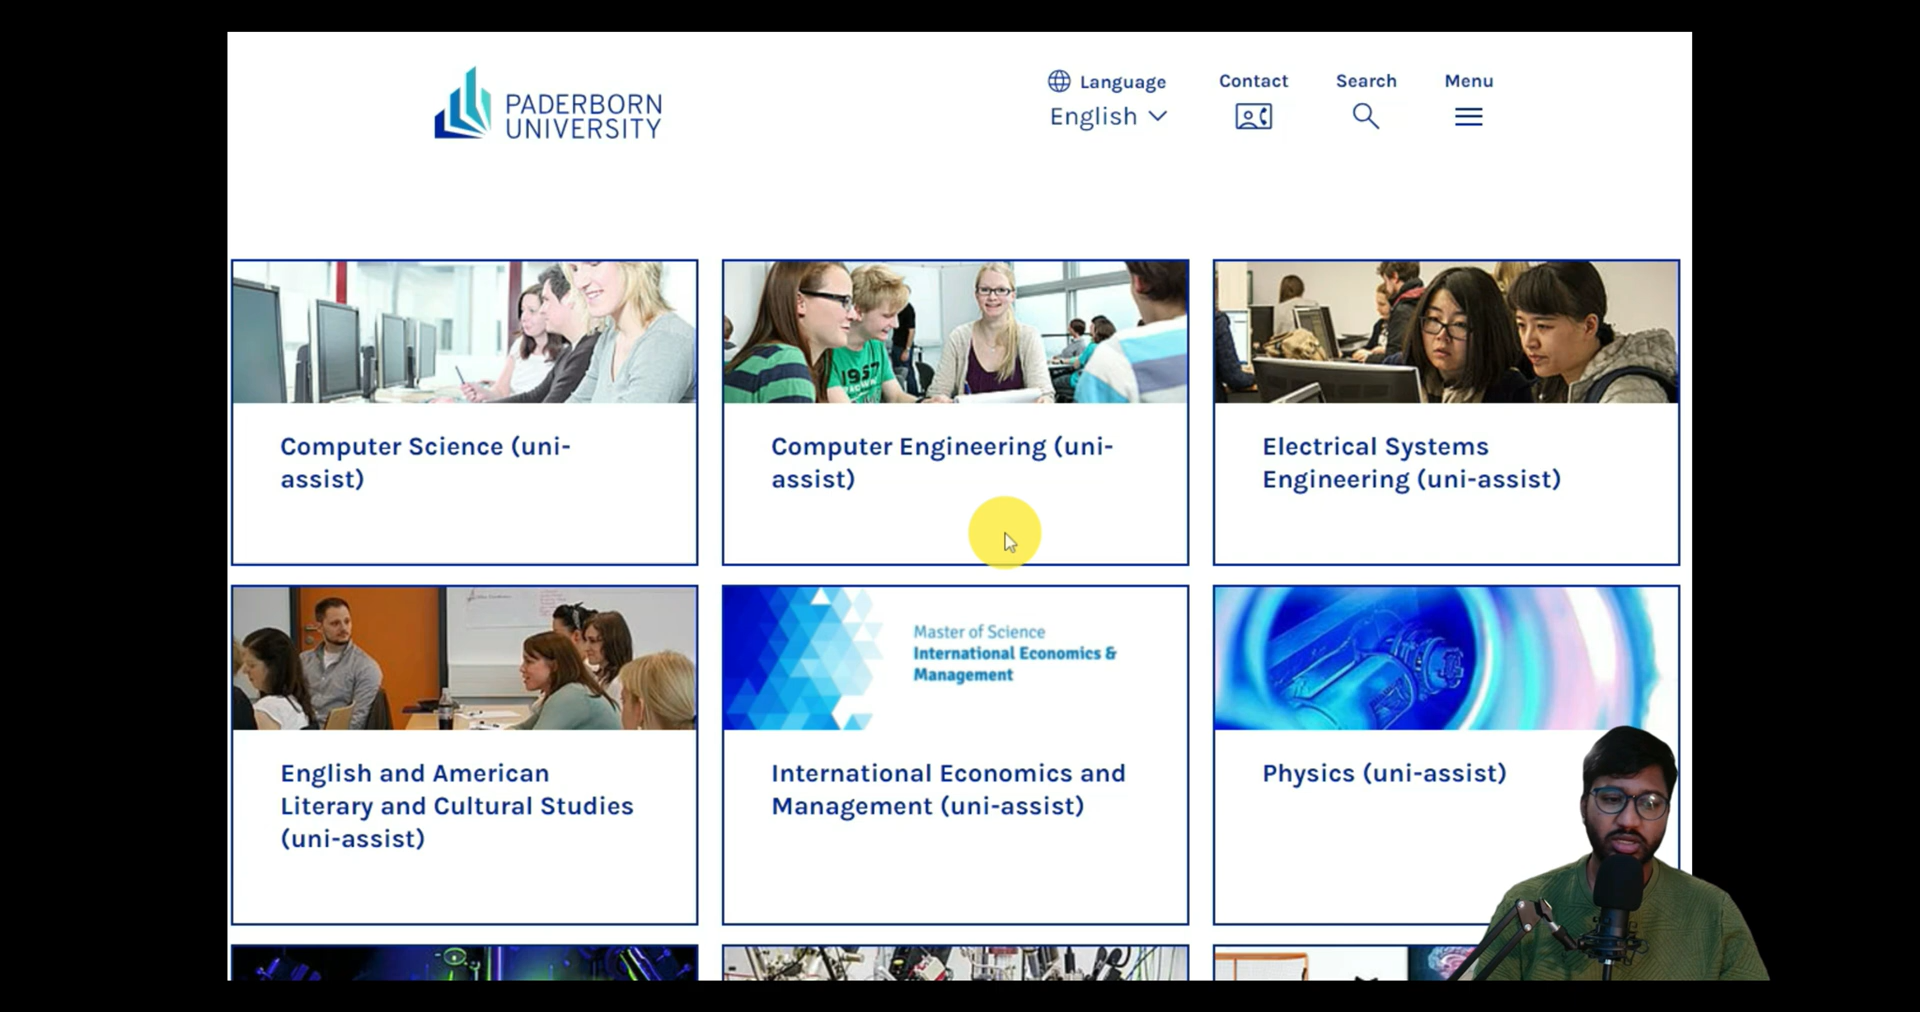 PADERBORN
UNIVERSITY
Language
English
Contact
Search
Menu
1967
Computer Science (uni-
assist)
Computer Engineering (uni-
assist)
Electrical Systems
Engineering (uni-assist)
Master of Science
International Economics &
Management
English and American
Literary and Cultural Studies
(uni-assist)
International Economics and
Management (uni-assist)
Physics (uni-assist)